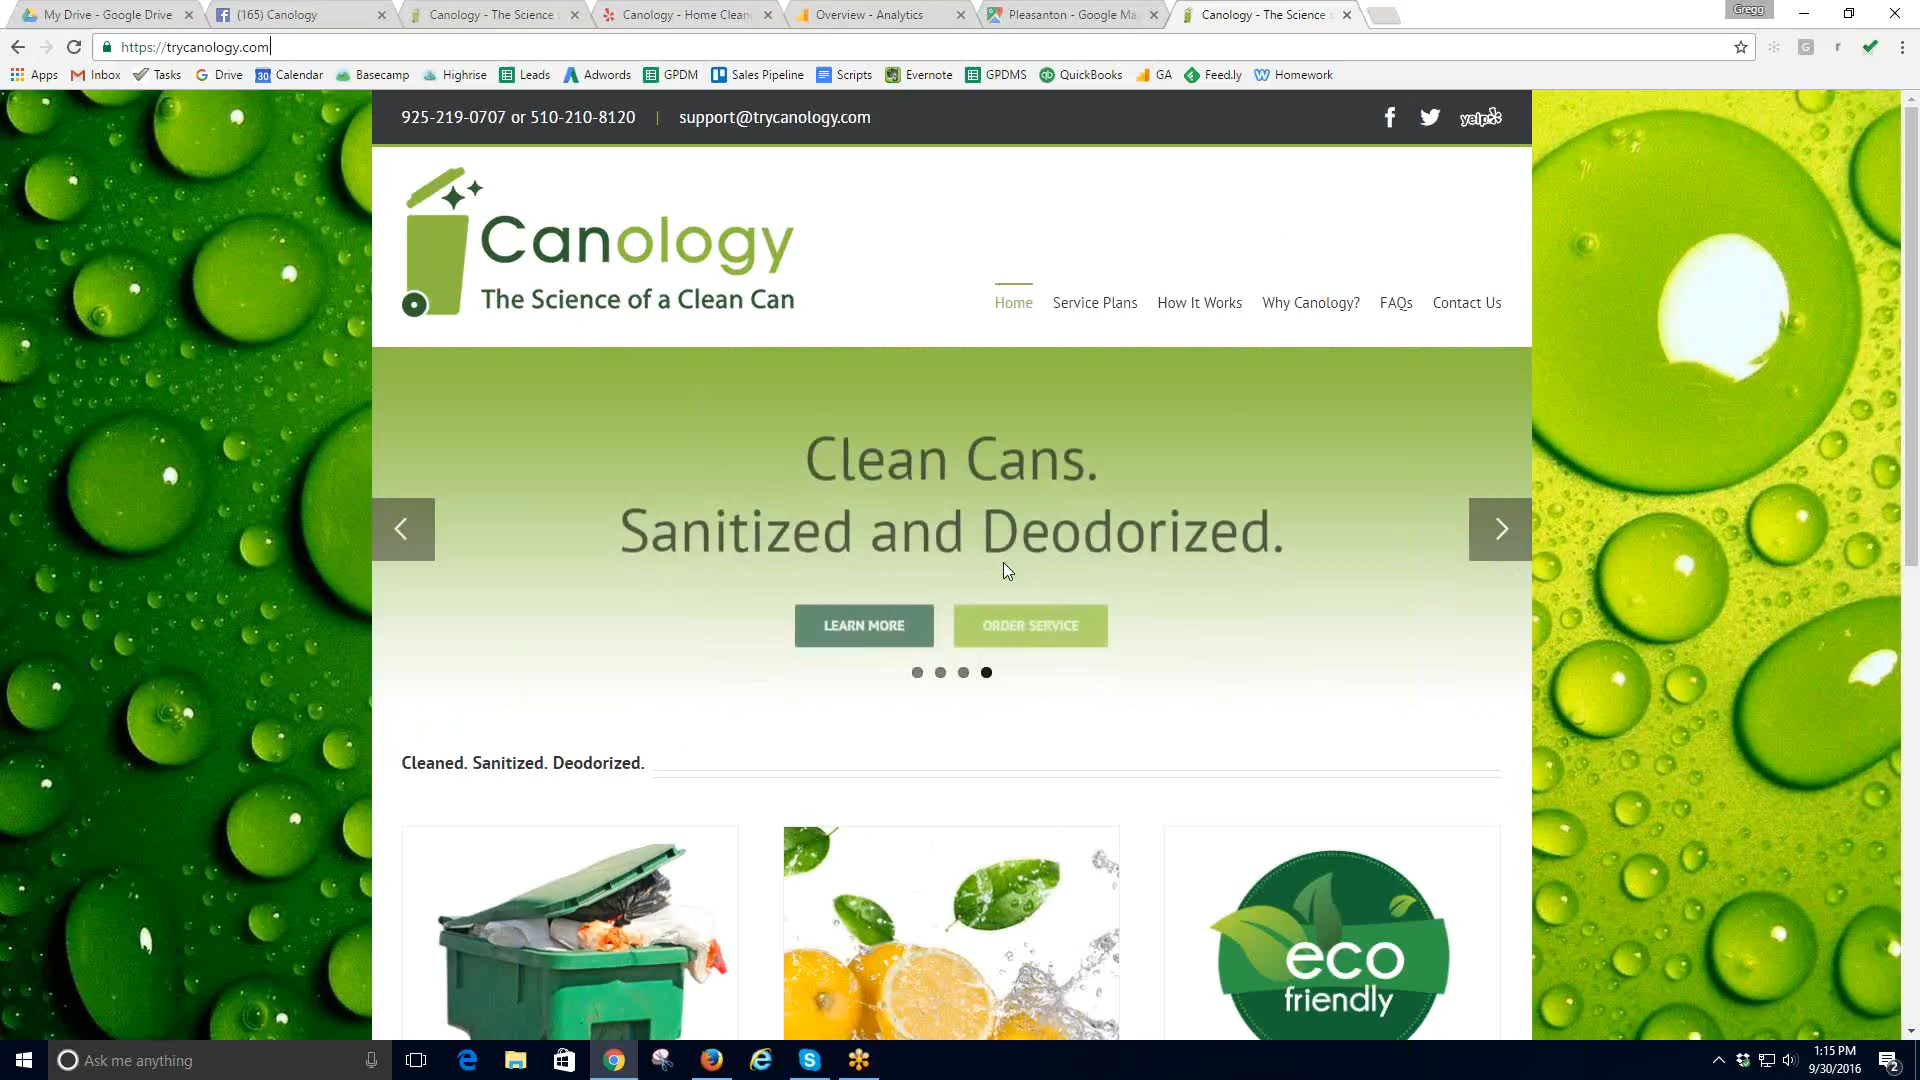 My Drive - Google Drive
(165) Canology
Canology - The Science
Canology - Home Clean
Overview - Analytics
Pleasanton - Google Ma
Canology - The Science
Gregg
https://trycanology.com
Apps
Inbox
Tasks
Drive
30
Calendar
Basecamp
Highrise
Leads
Adwords
GPDM
Sales Pipeline
Scripts
Evernote
GPDMS
QuickBooks
GA
Feed.ly
Homework
925-219-0707 or 510-210-8120 | support@trycanology.com
yelp
Canology
The Science of a Clean Can
Home
Service Plans
How It Works
Why Canology?
FAQs
Contact Us
Clean Cans.
Sanitized and Deodorized.
LEARN MORE
ORDER SERVICE
Cleaned. Sanitized. Deodorized.
eco
friendly
Ask me anything
1:15 PM
9/30/2016
2